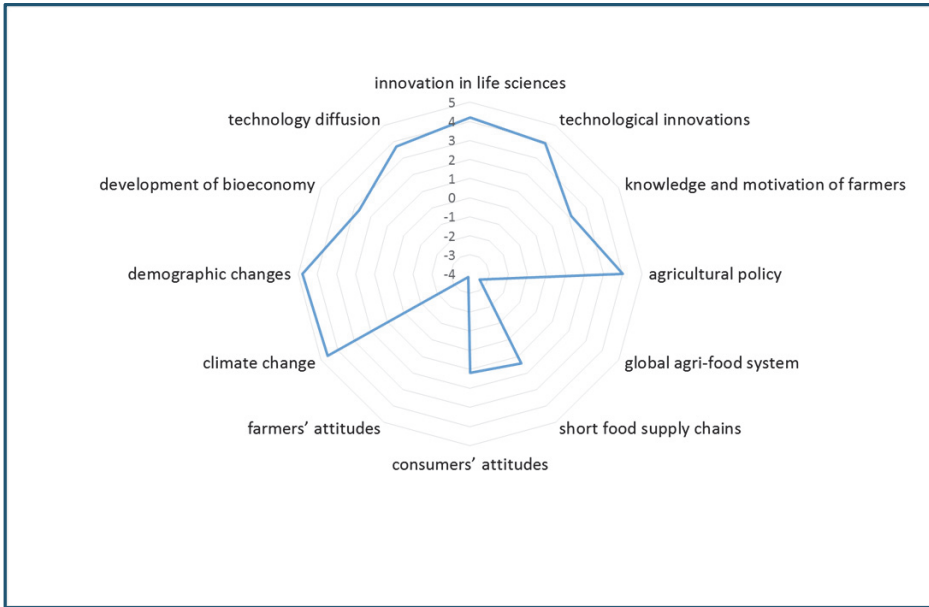 innovation in life sciences
5
technology diffusion
4
technological innovations
3
2
development of bioeconomy
1
knowledge and motivation of farmers
0
-1
-2
-3
demographic changes
-4
agricultural policy
climate change
global agri-food system
farmers’ attitudes
short food supply chains
consumers’ attitudes